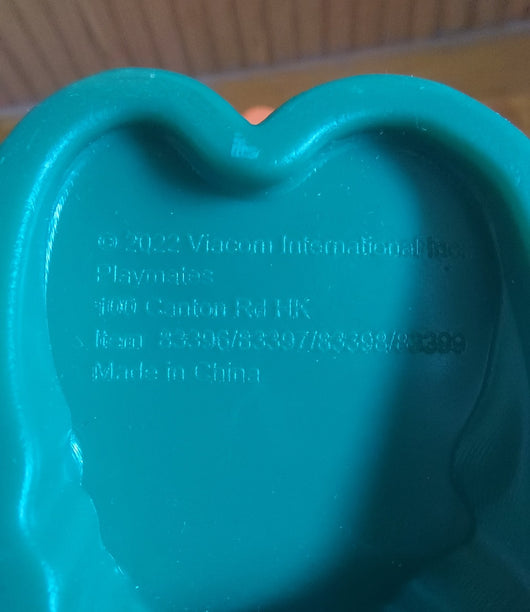 © 2022 Viacom International Inc.
Playmates
100 Canton Rd HK
Item 83396/83397/83398/83399
Made in China